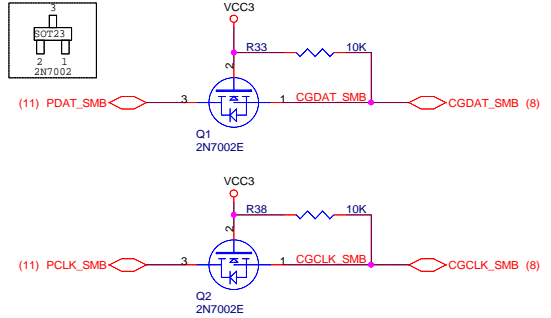 3
SOT23
2 1
2N7002
VCC3
R33 10K
2
(11) PDAT_SMB 3 1 CGDAT_SMB CGDAT_SMB (8)
Q1
2N7002E
VCC3
R38 10K
2
(11) PCLK_SMB 3 1 CGCLK_SMB CGCLK_SMB (8)
Q2
2N7002E